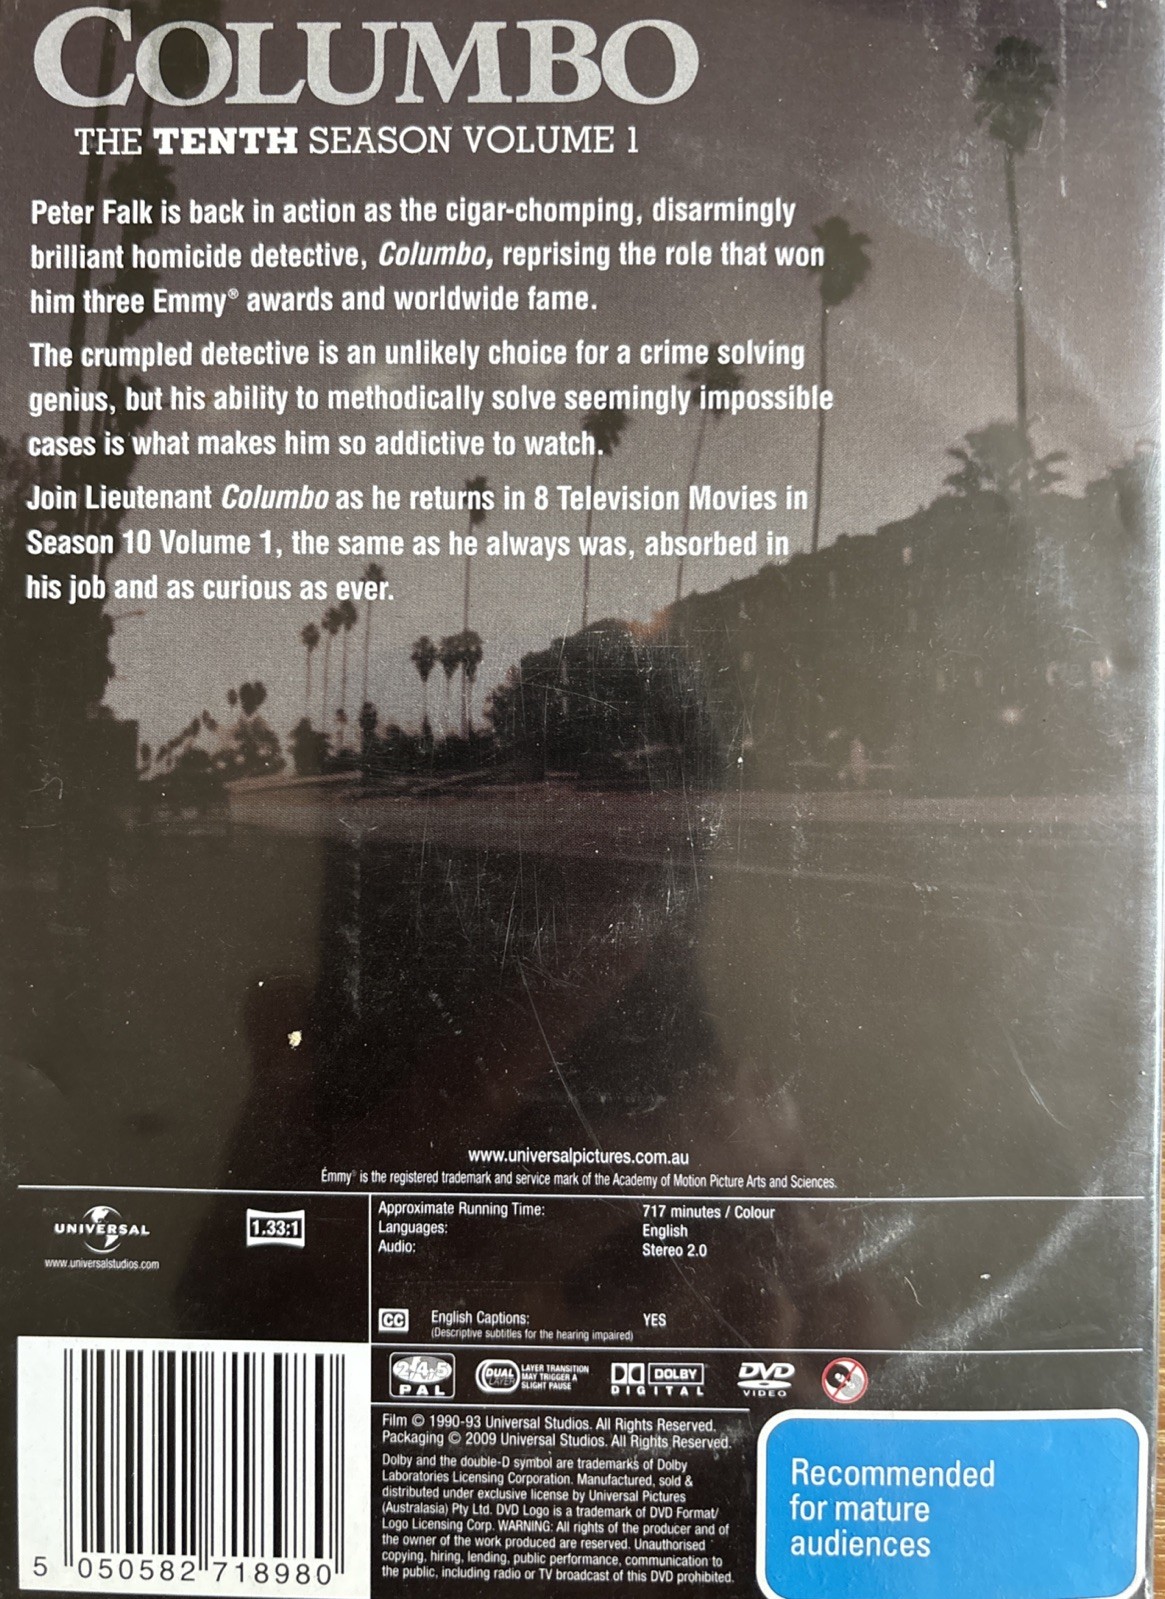 COLUMBO
THE TENTH SEASON VOLUME 1
Peter Falk is back in action as the cigar-chomping, disarmingly
brilliant homicide detective, Columbo, reprising the role that won
him three Emmy® awards and worldwide fame.
The crumpled detective is an unlikely choice for a crime solving
genius, but his ability to methodically solve seemingly impossible
cases is what makes him so addictive to watch.
Join Lieutenant Columbo as he returns in 8 Television Movies in
Season 10 Volume 1, the same as he always was, absorbed in
his job and as curious as ever.
www.universalpictures.com.au
Emmy® is the registered trademark and service mark of the Academy of Motion Picture Arts and Sciences.
UNIVERSAL
www.universalstudios.com
1.33:1
Approximate Running Time: 717 minutes / Colour
Languages: English
Audio: Stereo 2.0
CC English Captions: YES
(Descriptive subtitles for the hearing impaired)
2·4·5
PAL
DUAL LAYER
LAYER TRANSITION
MAY TRIGGER A
SLIGHT PAUSE
DOLBY
DIGITAL
DVD
VIDEO
Film © 1990-93 Universal Studios. All Rights Reserved.
Packaging © 2009 Universal Studios. All Rights Reserved.
Dolby and the double-D symbol are trademarks of Dolby
Laboratories Licensing Corporation. Manufactured, sold &
distributed under exclusive license by Universal Pictures
(Australasia) Pty Ltd. DVD Logo is a trademark of DVD Format/
Logo Licensing Corp. WARNING: All rights of the producer and of
the owner of the work produced are reserved. Unauthorised
copying, hiring, lending, public performance, communication to
the public, including radio or TV broadcast of this DVD prohibited.
Recommended
for mature
audiences
5 050582 718980